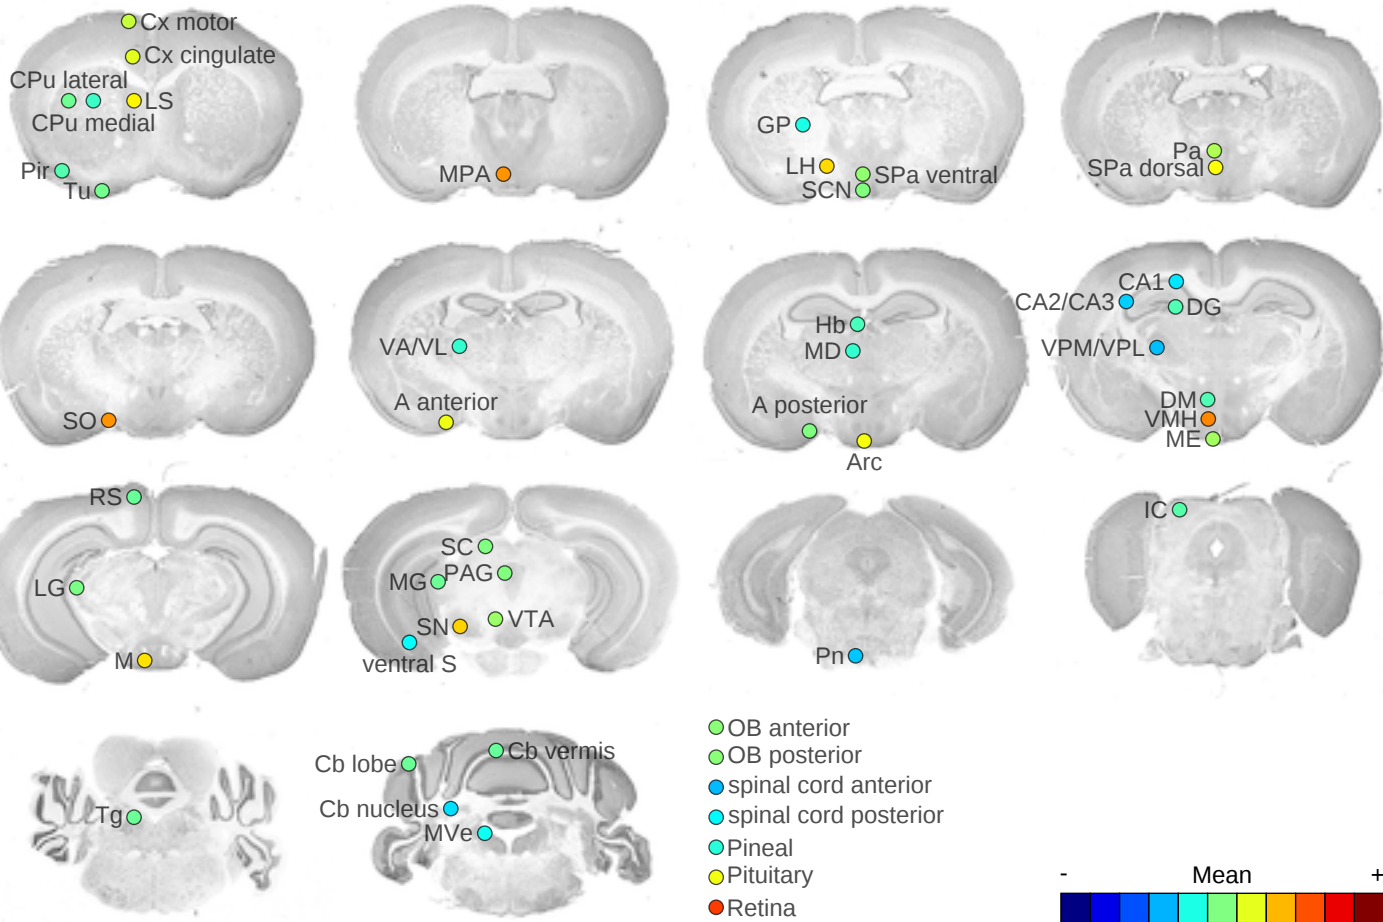 Cx motor
Cx cingulate
CPu lateral
LS
CPu medial
Pir
Tu
MPA
GP
LH
SPa ventral
SCN
Pa
SPa dorsal
SO
VA/VL
A anterior
Hb
MD
A posterior
Arc
CA1
CA2/CA3
DG
VPM/VPL
DM
VMH
ME
RS
LG
M
SC
MG
PAG
SN
VTA
ventral S
Pn
IC
Tg
Cb lobe
Cb vermis
Cb nucleus
MVe
OB anterior
OB posterior
spinal cord anterior
spinal cord posterior
Pineal
Pituitary
Retina
- Mean +